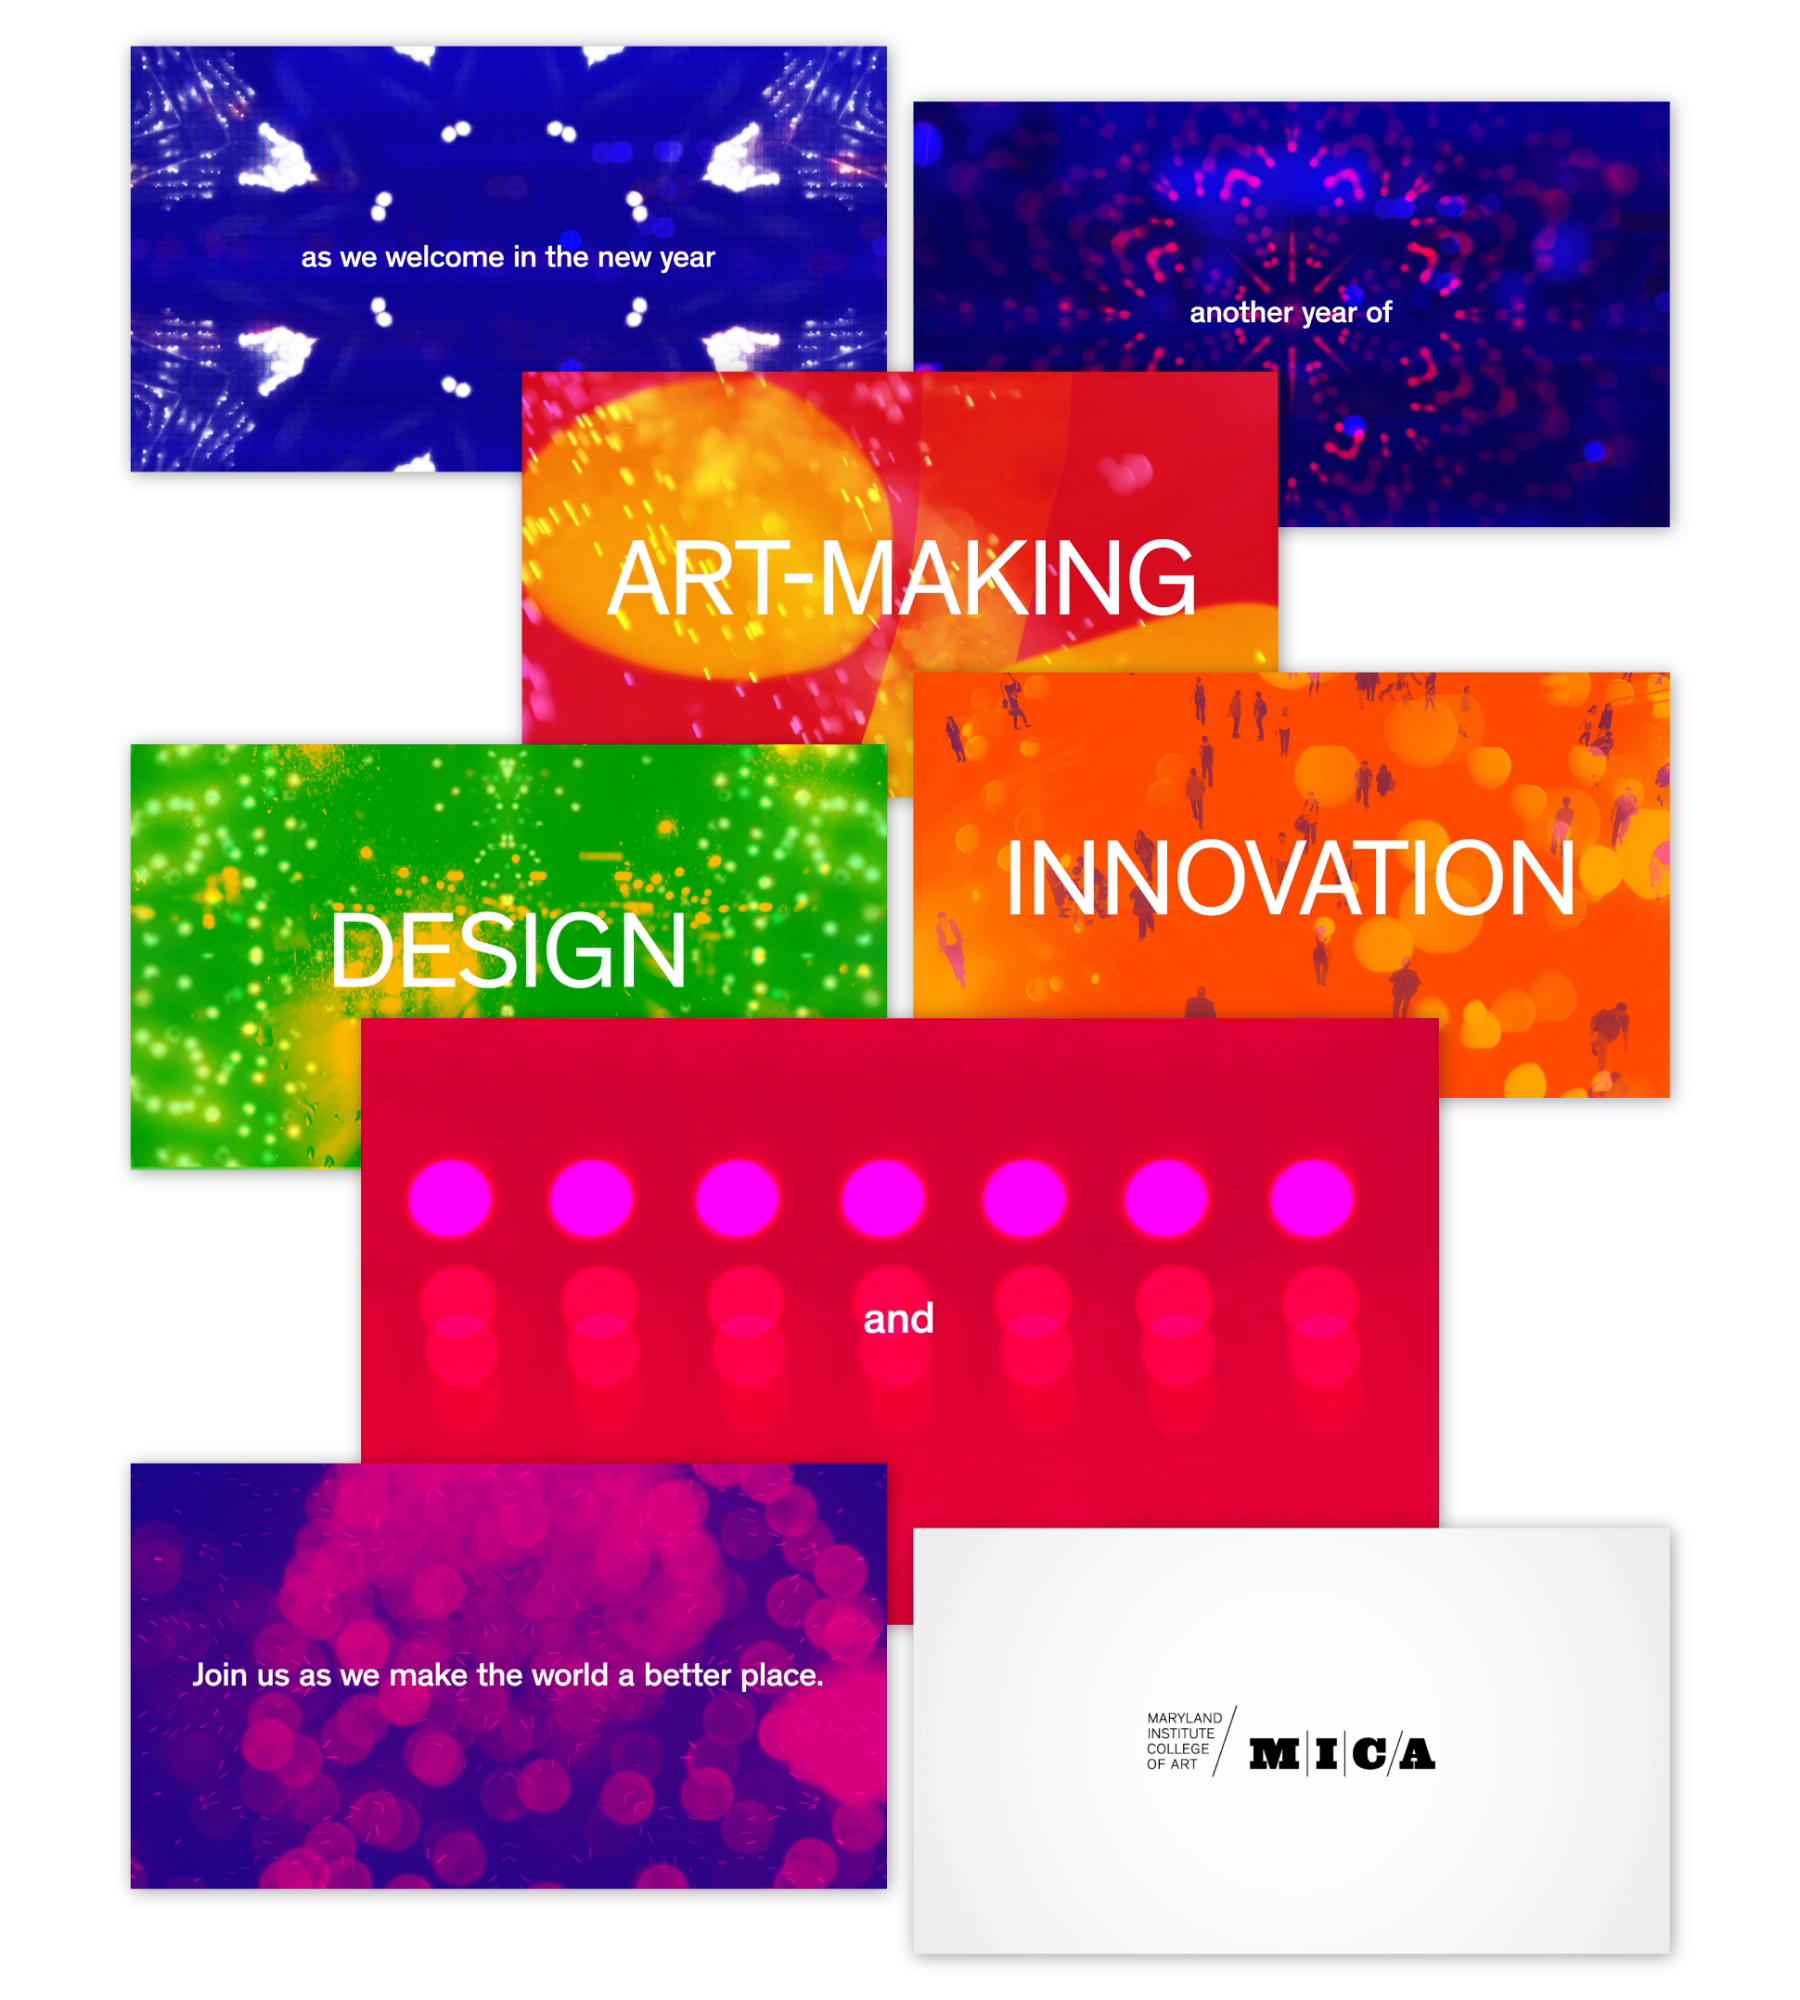 as we welcome in the new year
another year of
ART-MAKING
INNOVATION
DESIGN
and
Join us as we make the world a better place.
MARYLAND
INSTITUTE
COLLEGE
OF ART
M|I|C/A